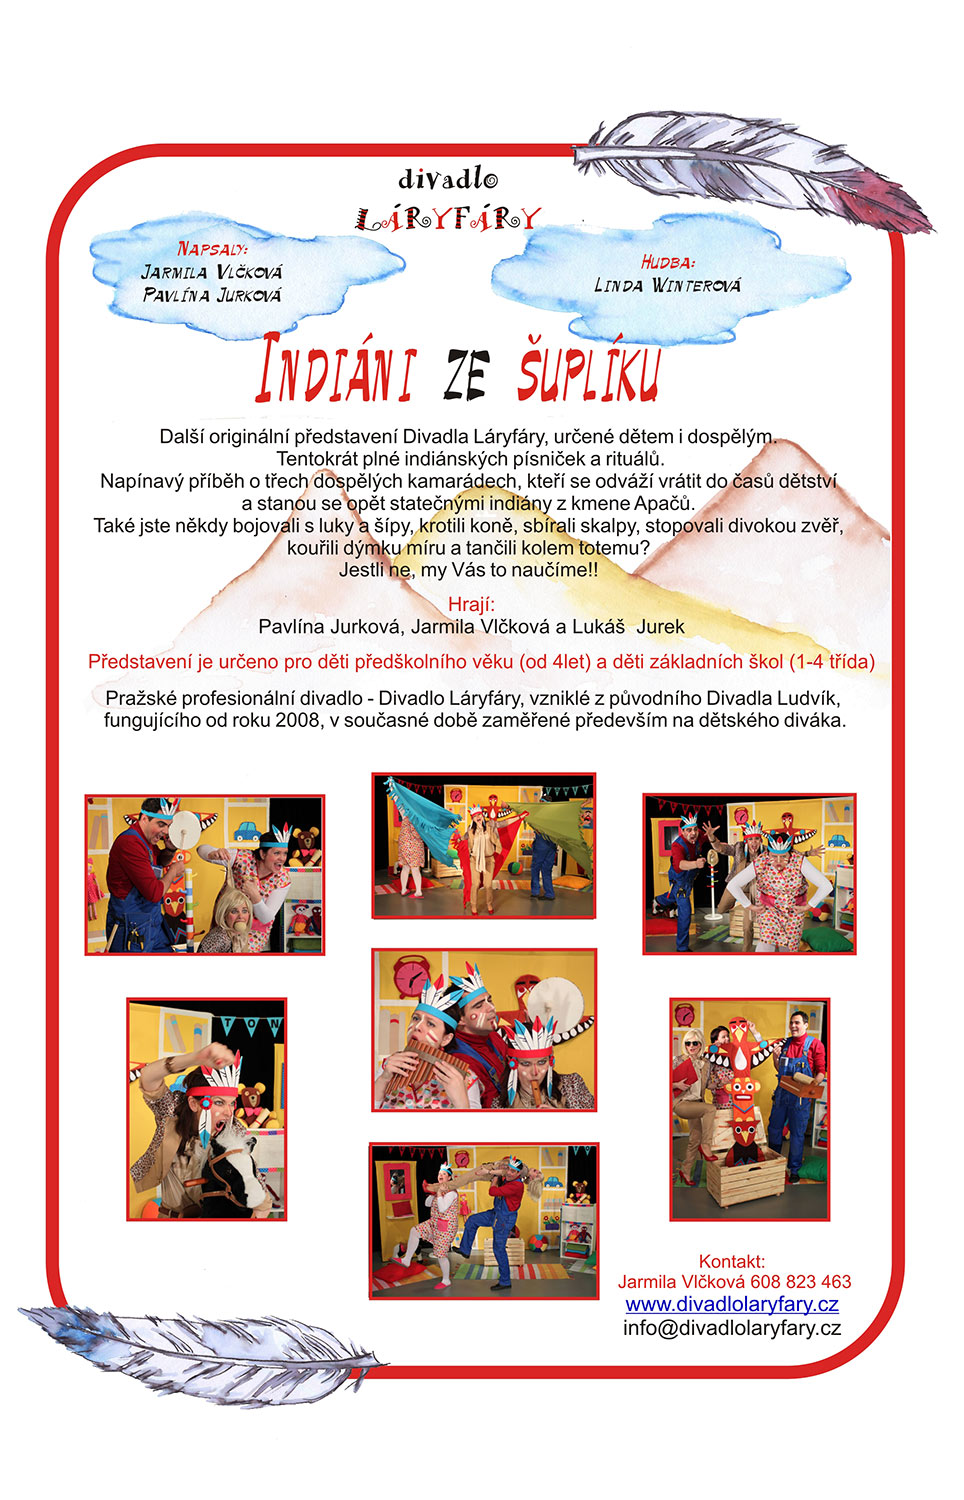 divadlo
LÁRYFÁRY
Napsaly:
Jarmila Vlčková
Pavlína Jurková
Hudba:
Linda Winterová
Indiáni ze šuplíku
Další originální představení Divadla Láryfáry, určené dětem i dospělým.
Tentokrát plné indiánských písniček a rituálů.
Napínavý příběh o třech dospělých kamarádech, kteří se odváží vrátit do časů dětství
a stanou se opět statečnými indiány z kmene Apačů.
Také jste někdy bojovali s luky a šípy, krotili koně, sbírali skalpy, stopovali divokou zvěř,
kouřili dýmku míru a tančili kolem totemu?
Jestli ne, my Vás to naučíme!!
Hrají:
Pavlína Jurková, Jarmila Vlčková a Lukáš Jurek
Představení je určeno pro děti předškolního věku (od 4let) a děti základních škol (1-4 třída)
Pražské profesionální divadlo - Divadlo Láryfáry, vzniklé z původního Divadla Ludvík,
fungujícího od roku 2008, v současné době zaměřené především na dětského diváka.
TON
Kontakt:
Jarmila Vlčková 608 823 463
www.divadlolaryfary.cz
info@divadlolaryfary.cz